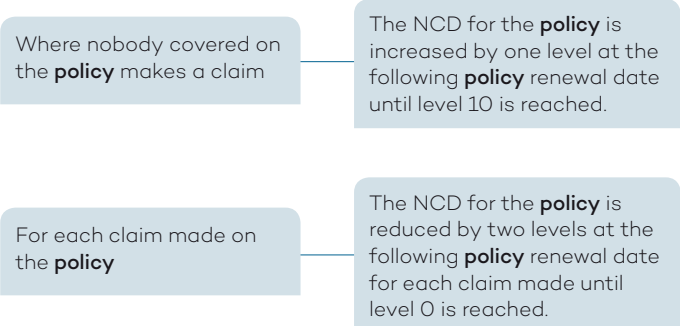 Where nobody covered on
the policy makes a claim
The NCD for the policy is
increased by one level at the
following policy renewal date
until level 10 is reached.
For each claim made on
the policy
The NCD for the policy is
reduced by two levels at the
following policy renewal date
for each claim made until
level 0 is reached.